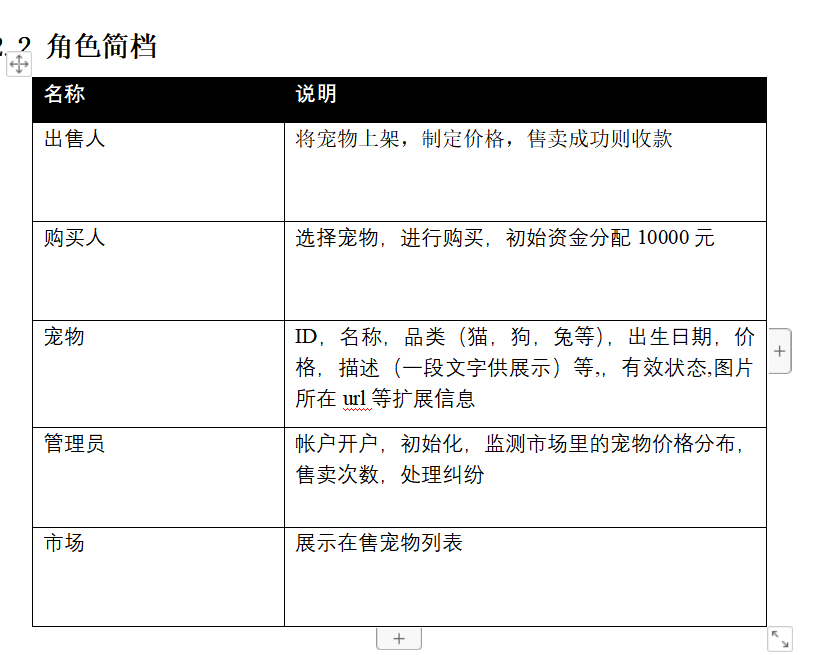 2.2 角色简档
名称 说明
出售人 将宠物上架，制定价格，售卖成功则收款
购买人 选择宠物，进行购买，初始资金分配 10000 元
宠物 ID，名称，品类（猫，狗，兔等），出生日期，价
格，描述（一段文字供展示）等,，有效状态,图片
所在 url 等扩展信息
管理员 帐户开户，初始化，监测市场里的宠物价格分布，
售卖次数，处理纠纷
市场 展示在售宠物列表